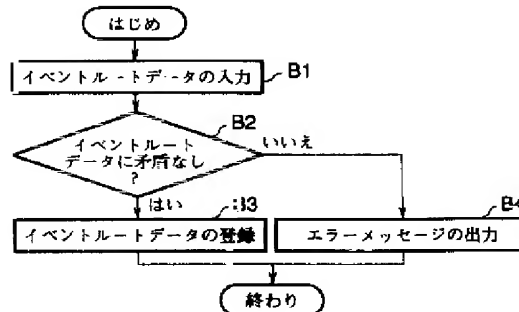 はじめ
イベントルートデータの入力
B1
B2
イベントルート
データに矛盾なし
?
いいえ
はい
B3
B4
イベントルートデータの登録
エラーメッセージの出力
終わり